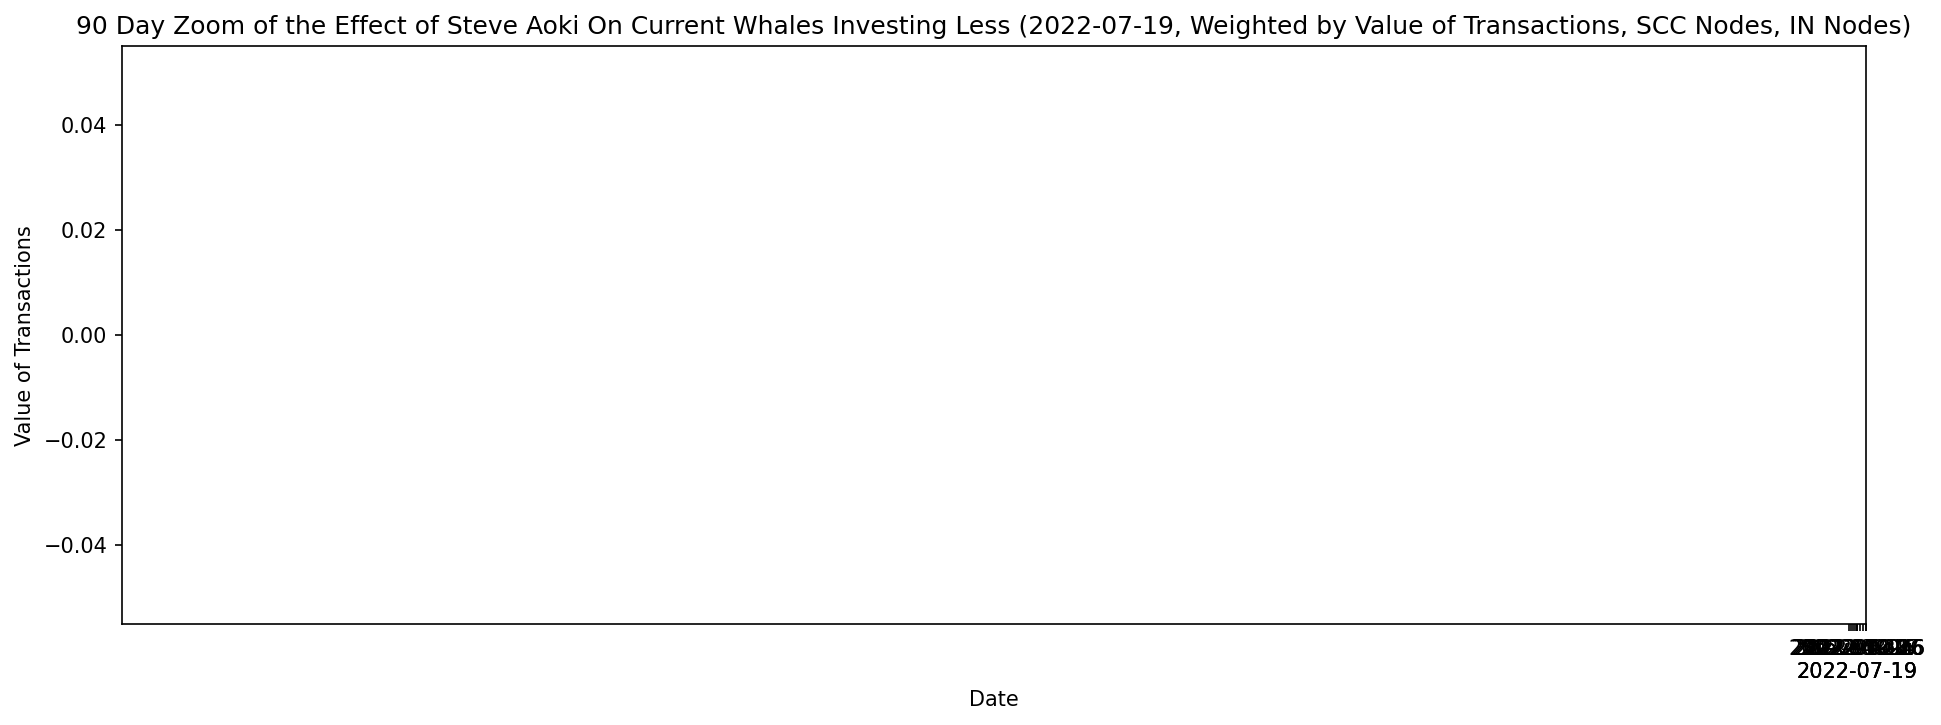 90 Day Zoom of the Effect of Steve Aoki On Current Whales Investing Less (2022-07-19, Weighted by Value of Transactions, SCC Nodes, IN Nodes)
0.04
0.02
0.00
−0.02
−0.04
Value of Transactions
2022-07-19
Date